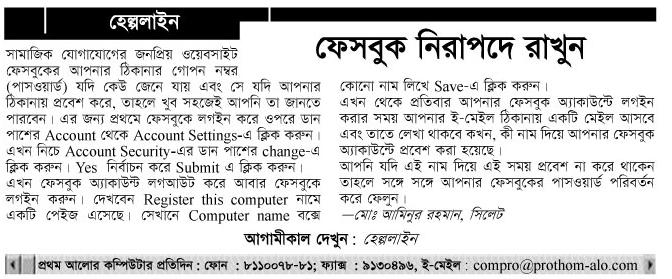 হেল্পলাইন
ফেসবুক নিরাপদে রাখুন
সামাজিক যোগাযোগের জনপ্রিয় ওয়েবসাইট
ফেসবুকের আপনার ঠিকানার গোপন নম্বর
(পাসওয়ার্ড) যদি কেউ জেনে যায় এবং সে যদি আপনার
ঠিকানায় প্রবেশ করে, তাহলে খুব সহজেই আপনি তা জানতে
পারবেন। এর জন্য প্রথমে ফেসবুকে লগইন করে ওপরে ডান
পাশের Account থেকে Account Settings-এ ক্লিক করুন।
এখন নিচে Account Security-এর ডান পাশের change-এ
ক্লিক করুন। Yes নির্বাচন করে Submit এ ক্লিক করুন।
এখন ফেসবুক অ্যাকাউন্ট লগআউট করে আবার ফেসবুকে
লগইন করুন। দেখবেন Register this computer নামে
একটি পেইজ এসেছে। সেখানে Computer name বক্সে
কোনো নাম লিখে Save-এ ক্লিক করুন।
এখন থেকে প্রতিবার আপনার ফেসবুক অ্যাকাউন্টে লগইন
করার সময় আপনার ই-মেইল ঠিকানায় একটি মেইল আসবে
এবং তাতে লেখা থাকবে কখন, কী নাম দিয়ে আপনার ফেসবুক
অ্যাকাউন্টে প্রবেশ করা হয়েছে।
আপনি যদি এই নাম দিয়ে এই সময় প্রবেশ না করে থাকেন
তাহলে সঙ্গে সঙ্গে আপনার ফেসবুকের পাসওয়ার্ড পরিবর্তন
করে ফেলুন।
—মোঃ আমিনুর রহমান, সিলেট
আগামীকাল দেখুন : হেল্পলাইন
প্রথম আলোর কম্পিউটার প্রতিদিন : ফোন : ৮১১০০৭৮-৮১; ফ্যাক্স : ৯১৩০৪৯৬, ই-মেইল : compro@prothom-alo.com